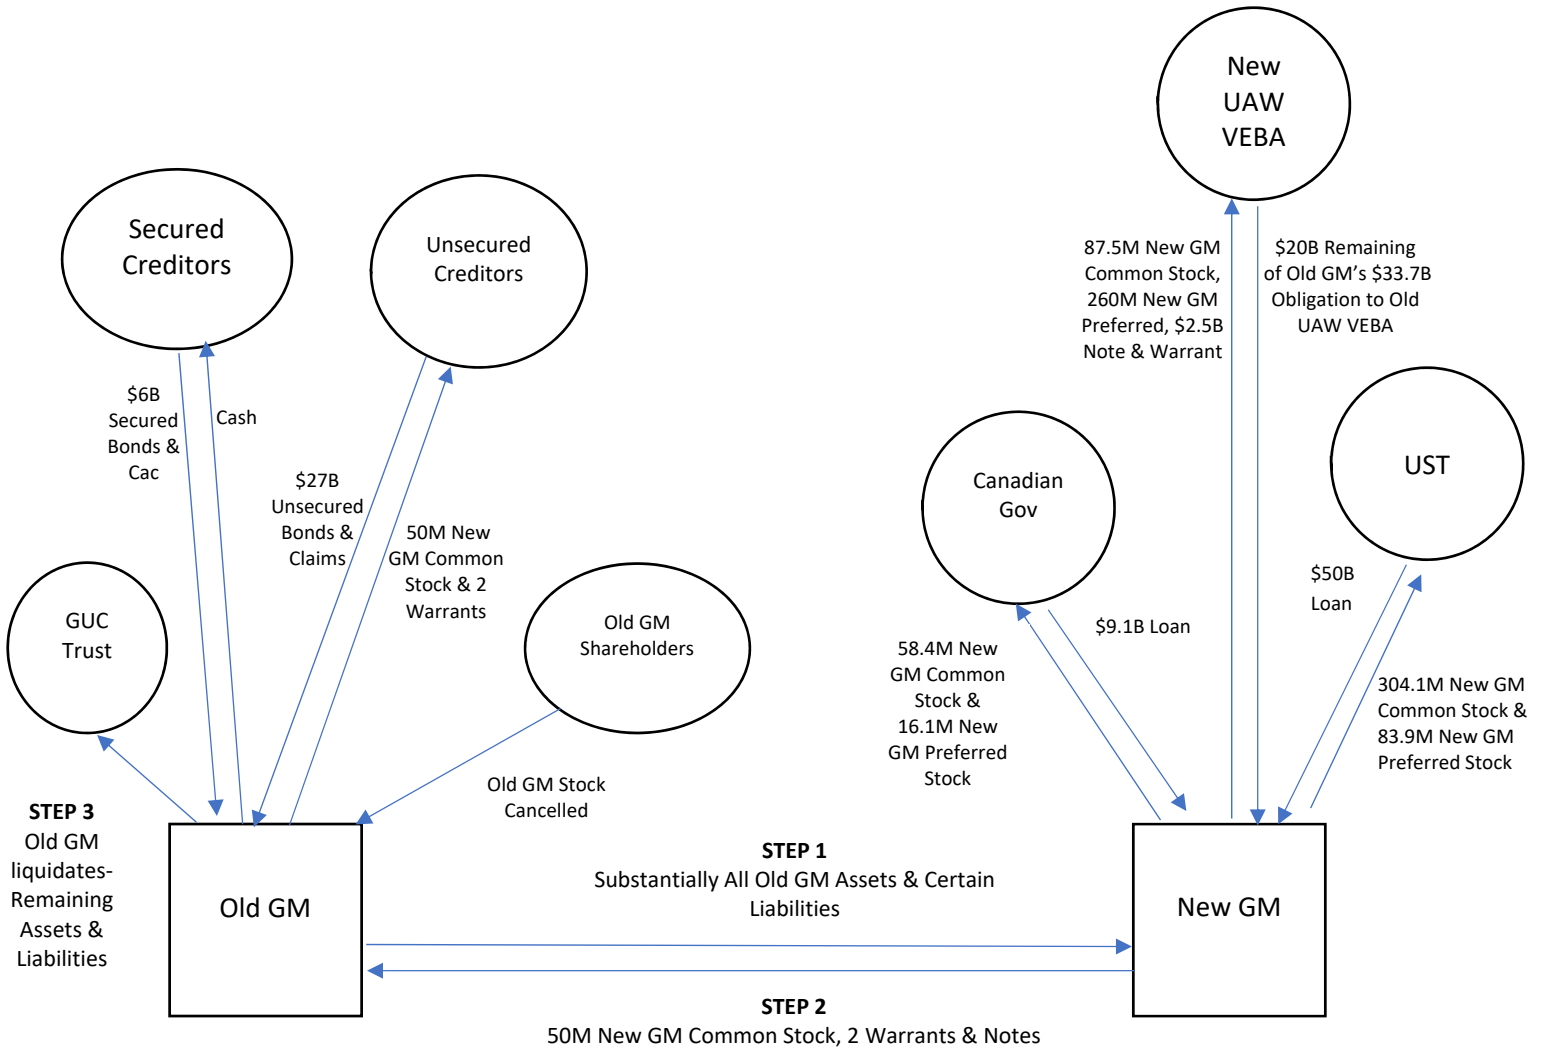 New
UAW
VEBA
Secured
Creditors
Unsecured
Creditors
87.5M New GM
Common Stock,
260M New GM
Preferred, $2.5B
Note & Warrant
$20B Remaining
of Old GM’s $33.7B
Obligation to Old
UAW VEBA
$6B
Secured
Bonds &
Cac
Cash
$27B
Unsecured
Bonds &
Claims
50M New
GM Common
Stock & 2
Warrants
Canadian
Gov
UST
GUC
Trust
Old GM
Shareholders
$9.1B Loan
$50B
Loan
58.4M New
GM Common
Stock &
16.1M New
GM Preferred
Stock
304.1M New GM
Common Stock &
83.9M New GM
Preferred Stock
Old GM Stock
Cancelled
STEP 3
Old GM
liquidates-
Remaining
Assets &
Liabilities
Old GM
STEP 1
Substantially All Old GM Assets & Certain
Liabilities
New GM
STEP 2
50M New GM Common Stock, 2 Warrants & Notes